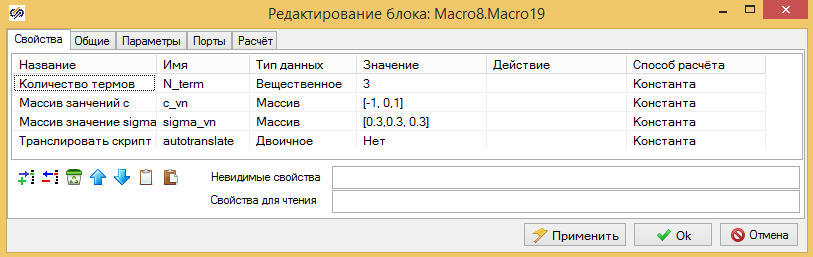 Редактирование блока: Macro8.Macro19
Свойства Общие Параметры Порты Расчёт
Название Имя Тип данных Значение Действие Способ расчёта
Количество термов N_term Вещественное 3 Константа
Массив занчений c c_vn Массив [-1, 0,1] Константа
Массив значение sigma sigma_vn Массив [0.3,0.3, 0.3] Константа
Транслировать скрипт autotranslate Двоичное Нет Константа
Невидимые свойства
Свойства для чтения
Применить Ok Отмена